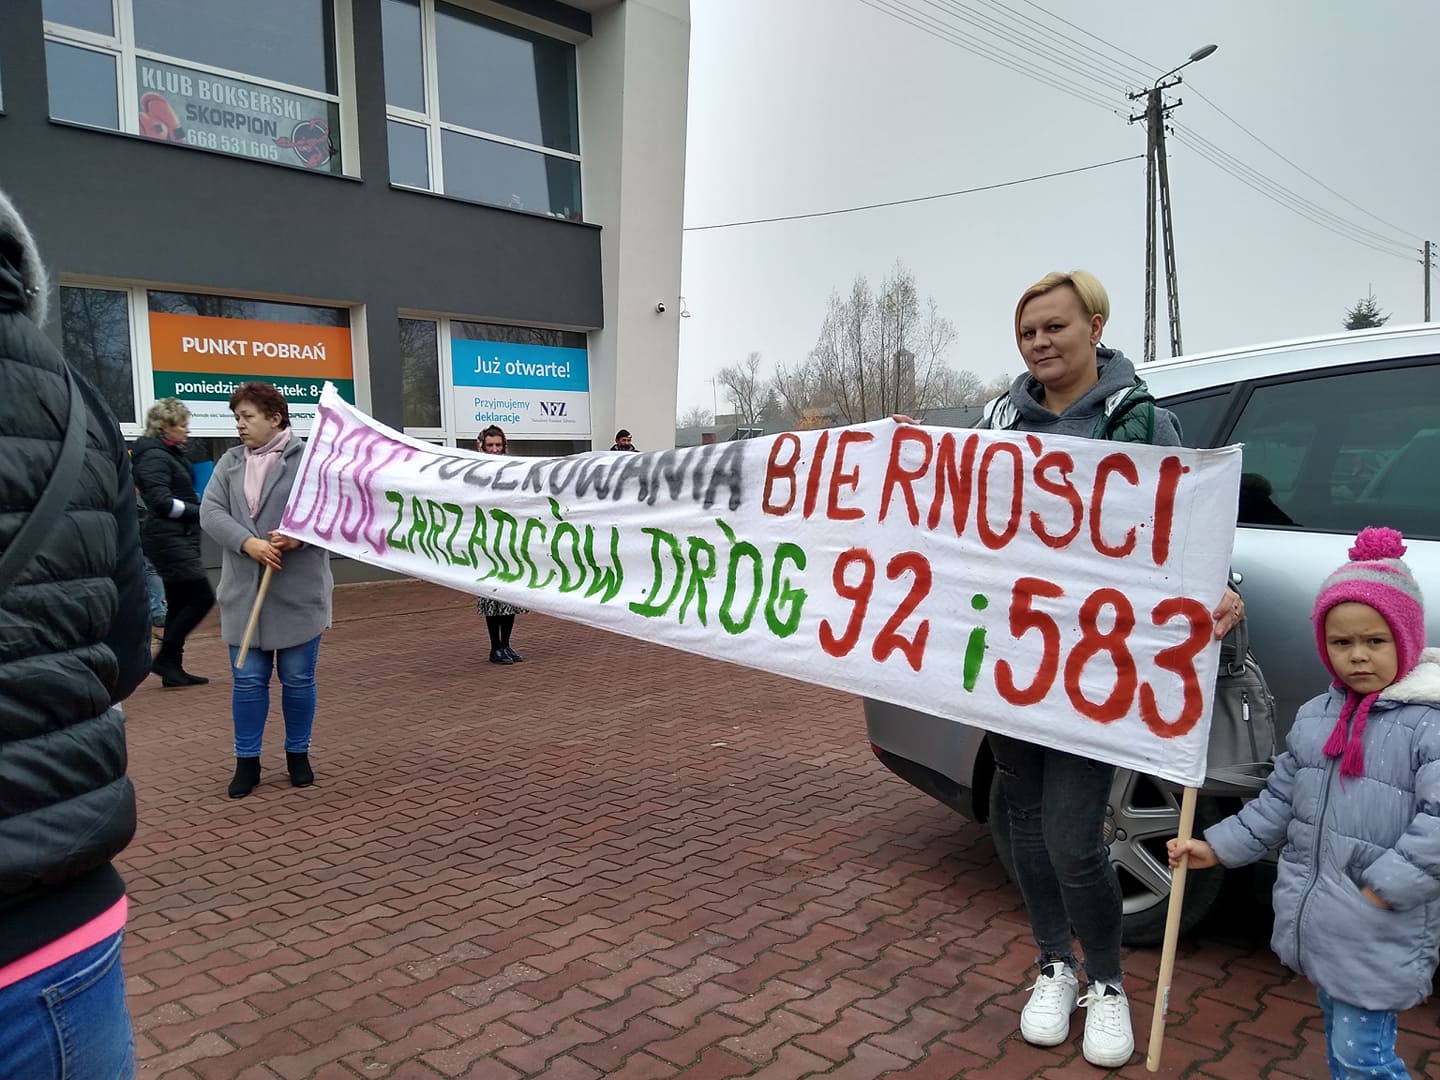 KLUB BOKSERSKI
SKORPION
668 531 605
PUNKT POBRAŃ
8-
Już otwarte!
Przyjmujemy
deklaracje
NFZ
DOŚĆ TOLEROWANIA BIERNOŚCI
ZARZĄDCÓW DRÓG 92 i 583